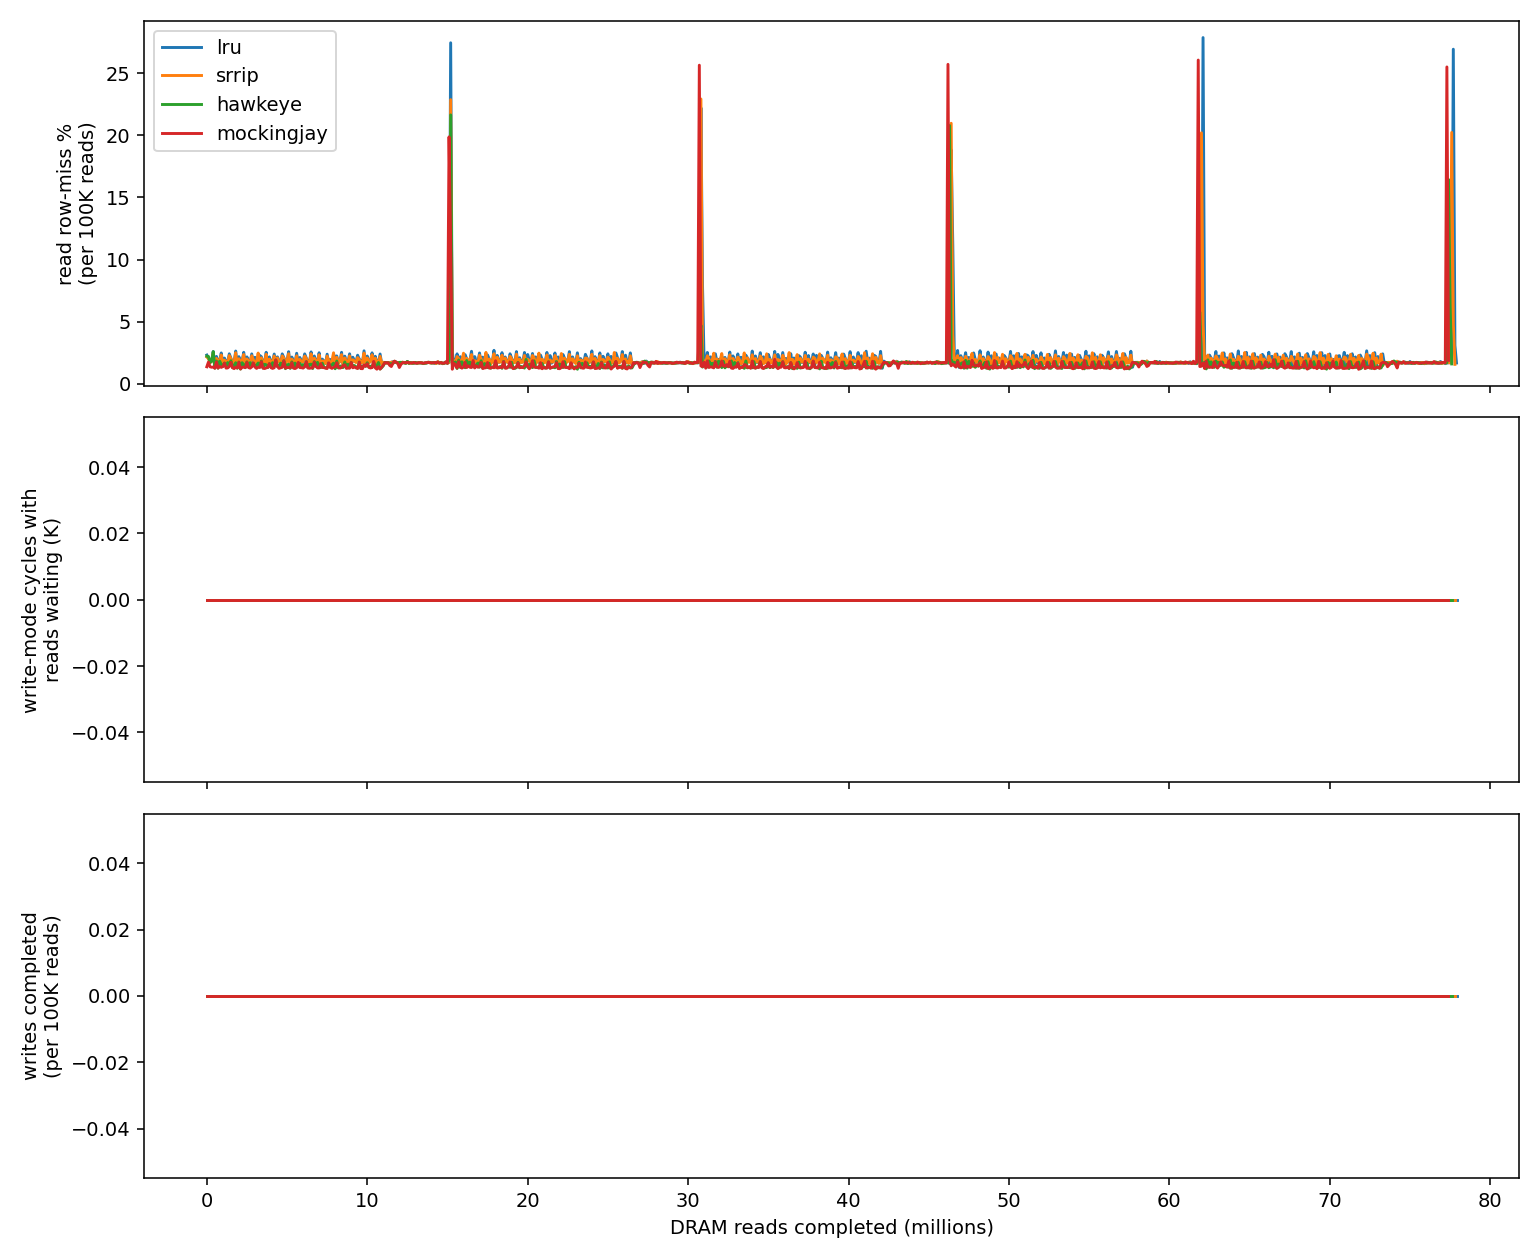 lru
srrip
hawkeye
mockingjay
read row-miss %
(per 100K reads)
25
20
15
10
5
0
write-mode cycles with
reads waiting (K)
0.04
0.02
0.00
−0.02
−0.04
writes completed
(per 100K reads)
0.04
0.02
0.00
−0.02
−0.04
0 10 20 30 40 50 60 70 80
DRAM reads completed (millions)